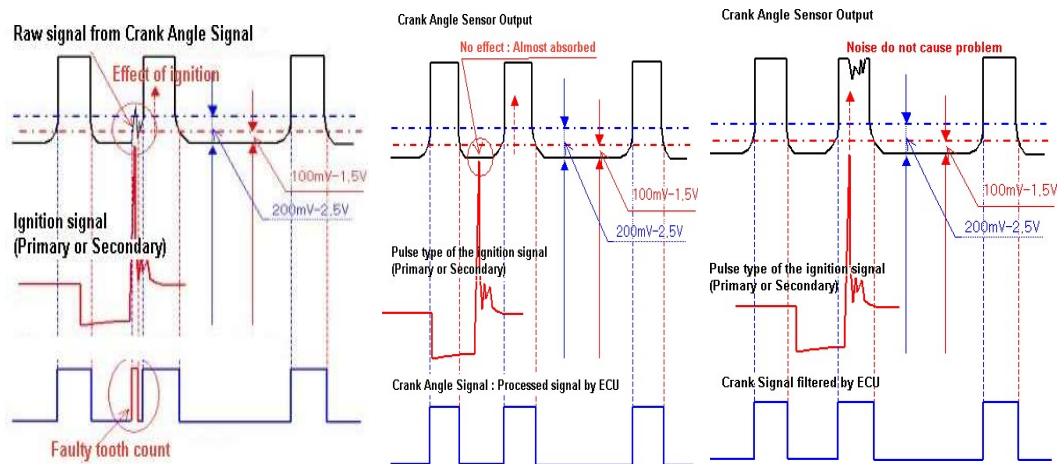 Raw signal from Crank Angle Signal
Effect of ignition
100mV-1,5V
200mV-2,5V
Ignition signal
(Primary or Secondary)
Faulty tooth count
Crank Angle Sensor Output
No effect : Almost absorbed
100mV-1,5V
200mV-2,5V
Pulse type of the ignition signal
(Primary or Secondary)
Crank Angle Signal : Processed signal by ECU
Crank Angle Sensor Output
Noise do not cause problem
100mV-1,5V
200mV-2,5V
Pulse type of the ignition signal
(Primary or Secondary)
Crank Signal filtered by ECU